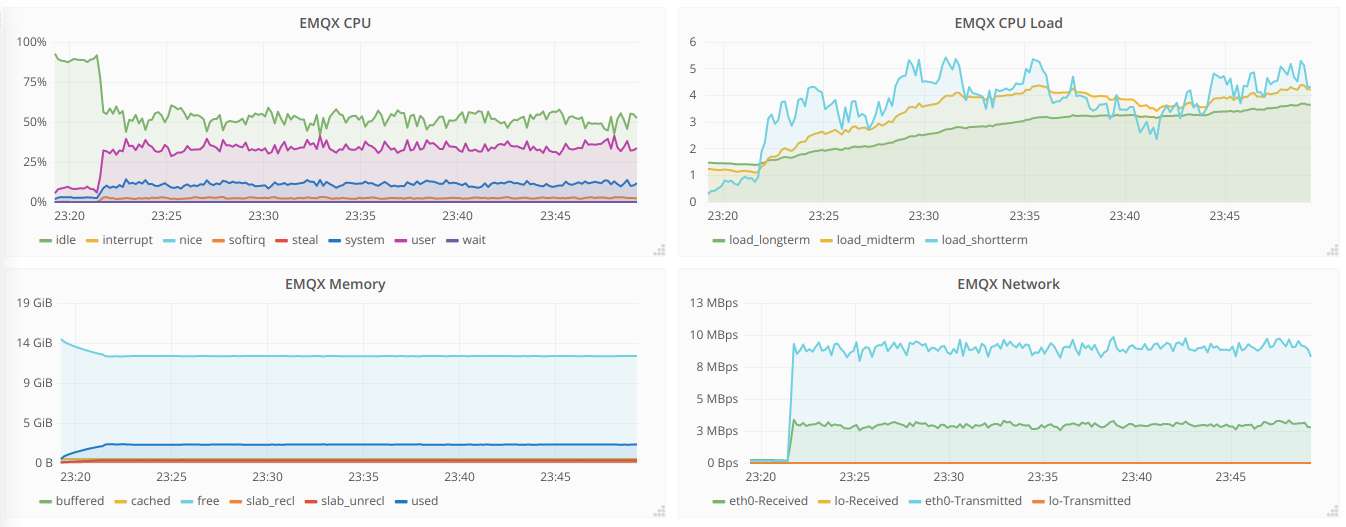 EMQX CPU
100%
75%
50%
25%
0%
23:20 23:25 23:30 23:35 23:40 23:45
idle interrupt nice softirq steal system user wait
EMQX CPU Load
6
5
4
3
2
1
0
23:20 23:25 23:30 23:35 23:40 23:45
load_longterm load_midterm load_shortterm
EMQX Memory
19 GiB
14 GiB
9 GiB
5 GiB
0 B
23:20 23:25 23:30 23:35 23:40 23:45
buffered cached free slab_recl slab_unrecl used
EMQX Network
13 MBps
10 MBps
8 MBps
5 MBps
3 MBps
0 Bps
23:20 23:25 23:30 23:35 23:40 23:45
eth0-Received lo-Received eth0-Transmitted lo-Transmitted